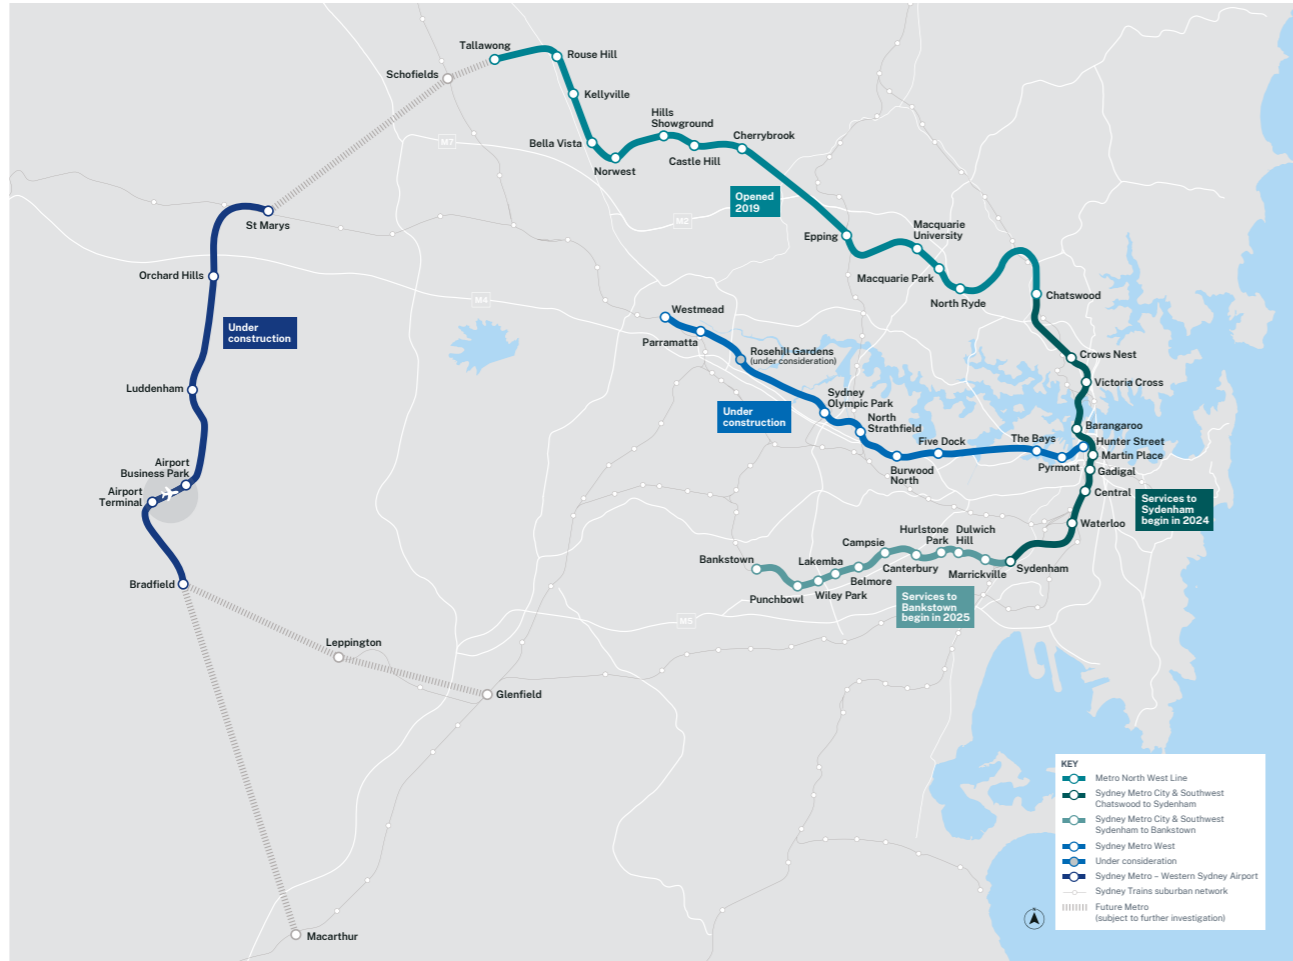 Tallawong
Rouse Hill
Schofields
Kellyville
Hills
Showground
Cherrybrook
Bella Vista
M7
Castle Hill
Norwest
Opened
2019
St Marys
M2
Macquarie
University
Epping
Orchard Hills
Macquarie Park
North Ryde
Chatswood
M4
Westmead
Under
construction
Parramatta
Rosehill Gardens
(under consideration)
Crows Nest
Luddenham
Victoria Cross
Sydney
Olympic Park
Under
construction
North
Strathfield
Barangaroo
Five Dock
The Bays
Hunter Street
Martin Place
Airport
Business Park
Burwood
North
Pyrmont
Gadigal
Airport
Terminal
Central
Services to
Sydenham
begin in 2024
Waterloo
Hurlstone
Park
Dulwich
Hill
Campsie
Bankstown
Lakemba
Canterbury
Marrickville
Sydenham
Bradfield
Belmore
Wiley Park
Punchbowl
Services to
Bankstown
begin in 2025
M5
Leppington
Glenfield
Macarthur
KEY
Metro North West Line
Sydney Metro City & Southwest
Chatswood to Sydenham
Sydney Metro City & Southwest
Sydenham to Bankstown
Sydney Metro West
Under consideration
Sydney Metro – Western Sydney Airport
Sydney Trains suburban network
Future Metro
(subject to further investigation)